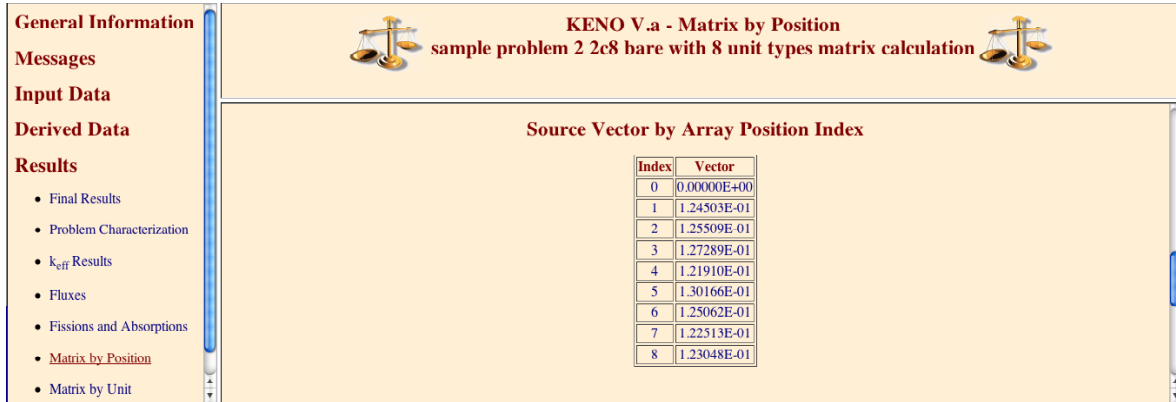 General Information
Messages
Input Data
Derived Data
Results
• Final Results
• Problem Characterization
• keff Results
• Fluxes
• Fissions and Absorptions
• Matrix by Position
• Matrix by Unit
KENO V.a - Matrix by Position
sample problem 2 2c8 bare with 8 unit types matrix calculation
Source Vector by Array Position Index
Index Vector
0 0.00000E+00
1 1.24503E-01
2 1.25509E-01
3 1.27289E-01
4 1.21910E-01
5 1.30166E-01
6 1.25062E-01
7 1.22513E-01
8 1.23048E-01